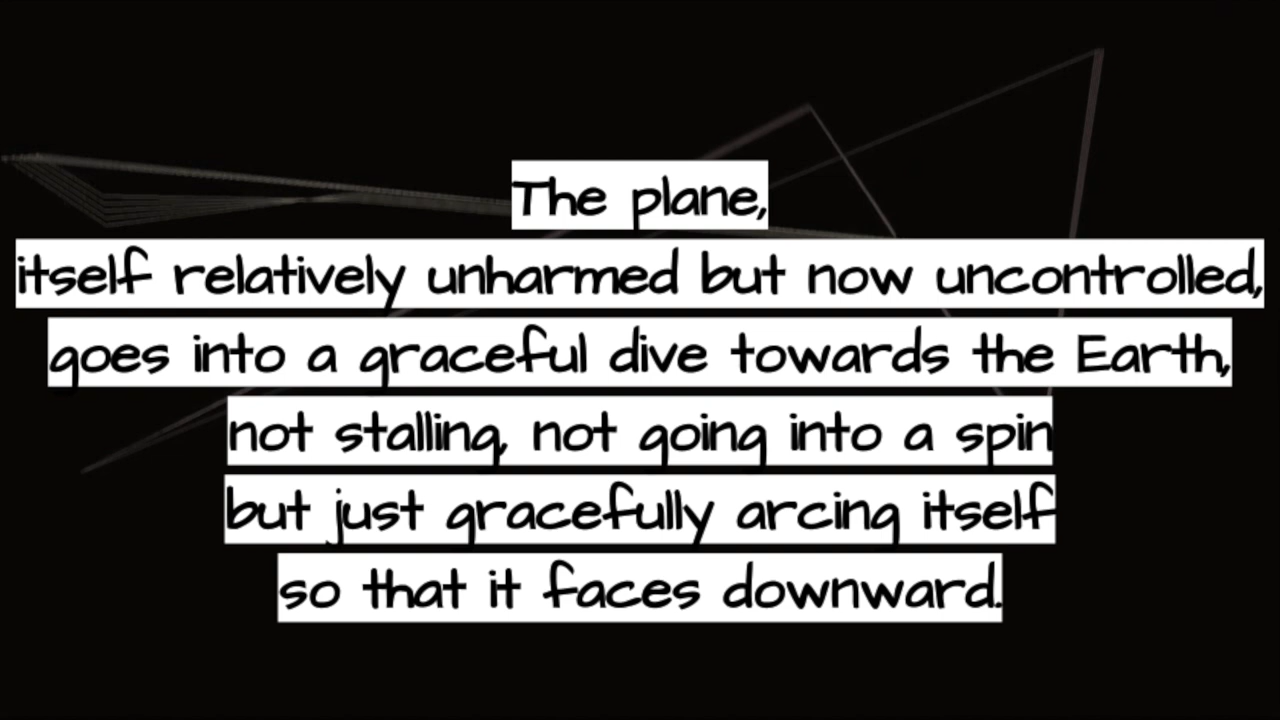 The plane,
itself relatively unharmed but now uncontrolled,
goes into a graceful dive towards the Earth,
not stalling, not going into a spin
but just gracefully arcing itself
so that it faces downward.